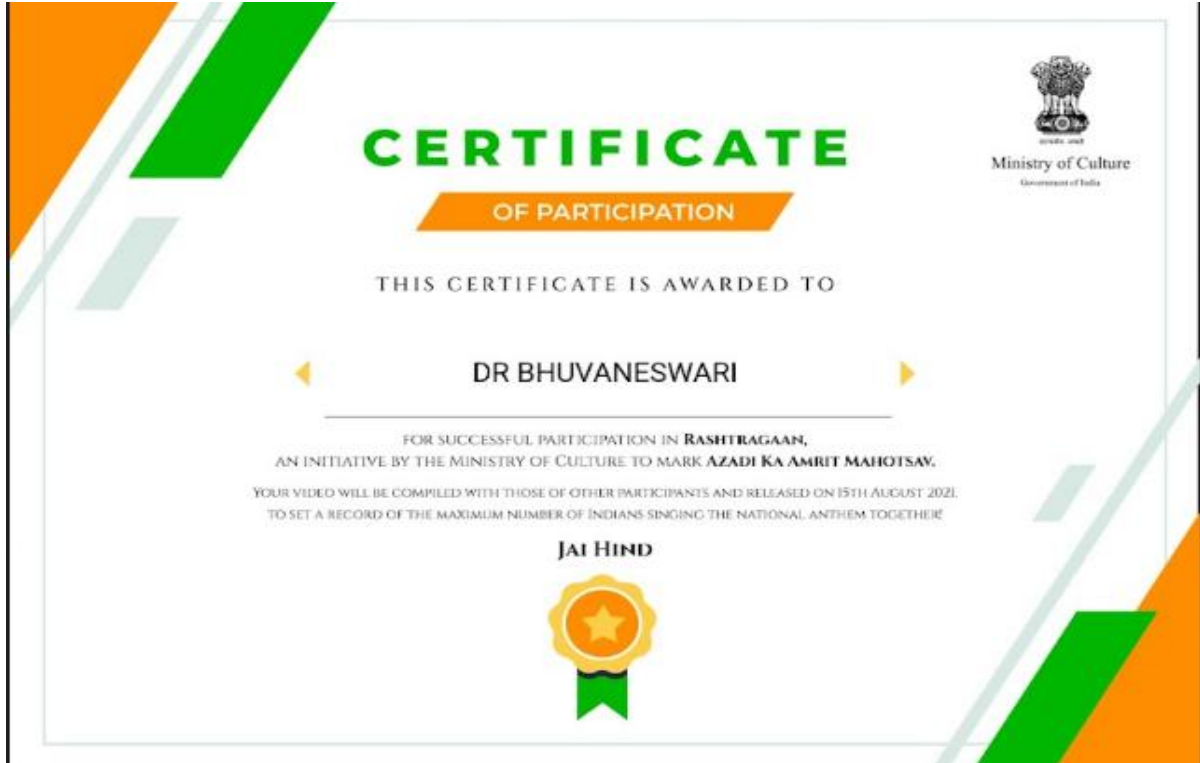 CERTIFICATE
OF PARTICIPATION
Ministry of Culture
Government of India
THIS CERTIFICATE IS AWARDED TO
DR BHUVANESWARI
FOR SUCCESSFUL PARTICIPATION IN RASHTRAGAAN,
AN INITIATIVE BY THE MINISTRY OF CULTURE TO MARK AZADI KA AMRIT MAHOTSAV.
YOUR VIDEO WILL BE COMPILED WITH THOSE OF OTHER PARTICIPANTS AND RELEASED ON 15TH AUGUST 2021,
TO SET A RECORD OF THE MAXIMUM NUMBER OF INDIANS SINGING THE NATIONAL ANTHEM TOGETHER!
JAI HIND